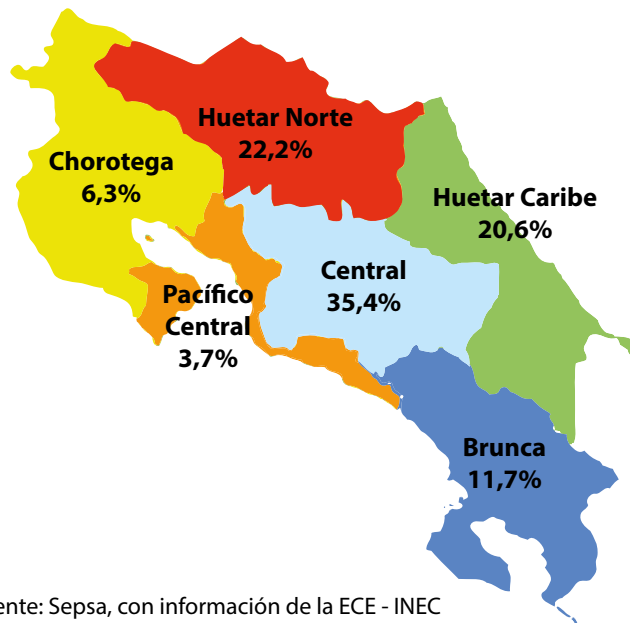 Huetar Norte
22,2%
Chorotega
6,3%
Huetar Caribe
20,6%
Central
35,4%
Pacífico
Central
3,7%
Brunca
11,7%
ente: Sepsa, con información de la ECE - INEC